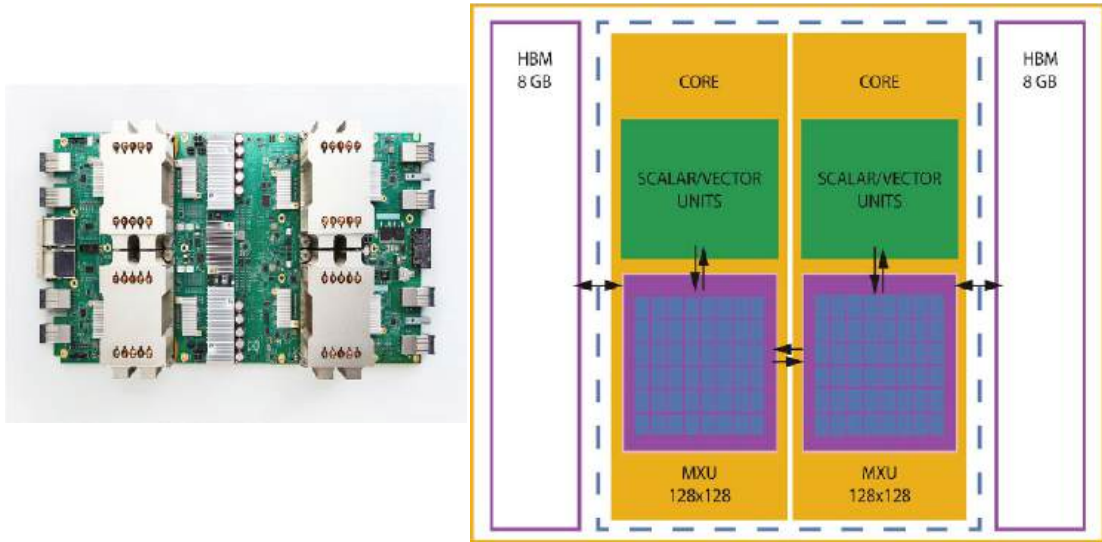 HBM
8 GB
CORE
SCALAR/VECTOR
UNITS
MXU
128x128
CORE
SCALAR/VECTOR
UNITS
MXU
128x128
HBM
8 GB